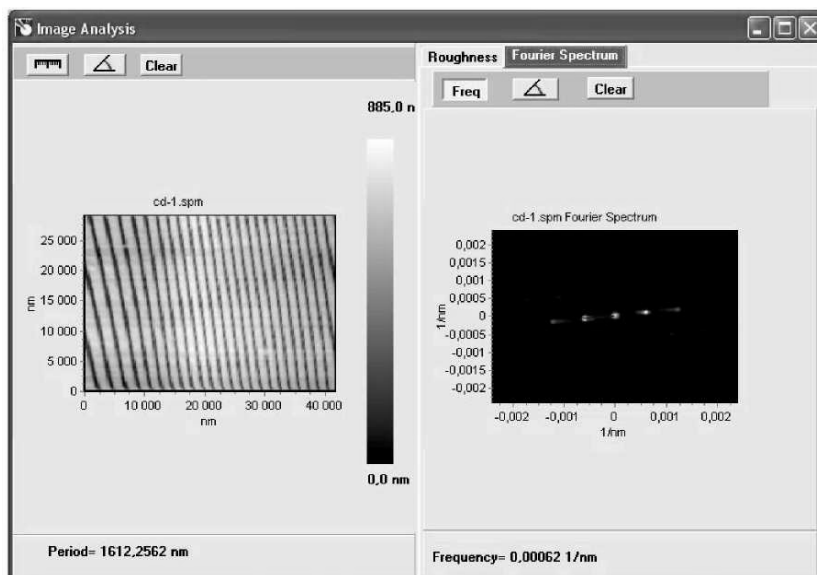 Image Analysis
Clear
Roughness Fourier Spectrum
Freq Clear
885,0 n
cd-1.spm
25 000
20 000
15 000
10 000
5 000
0
nm
0 10 000 20 000 30 000 40 000
nm
0,0 nm
Period= 1612,2562 nm
cd-1.spm Fourier Spectrum
0,002
0,0015
0,001
0,0005
0
-0,0005
-0,001
-0,0015
-0,002
1/nm
-0,002 -0,001 0 0,001 0,002
1/nm
Frequency= 0,00062 1/nm